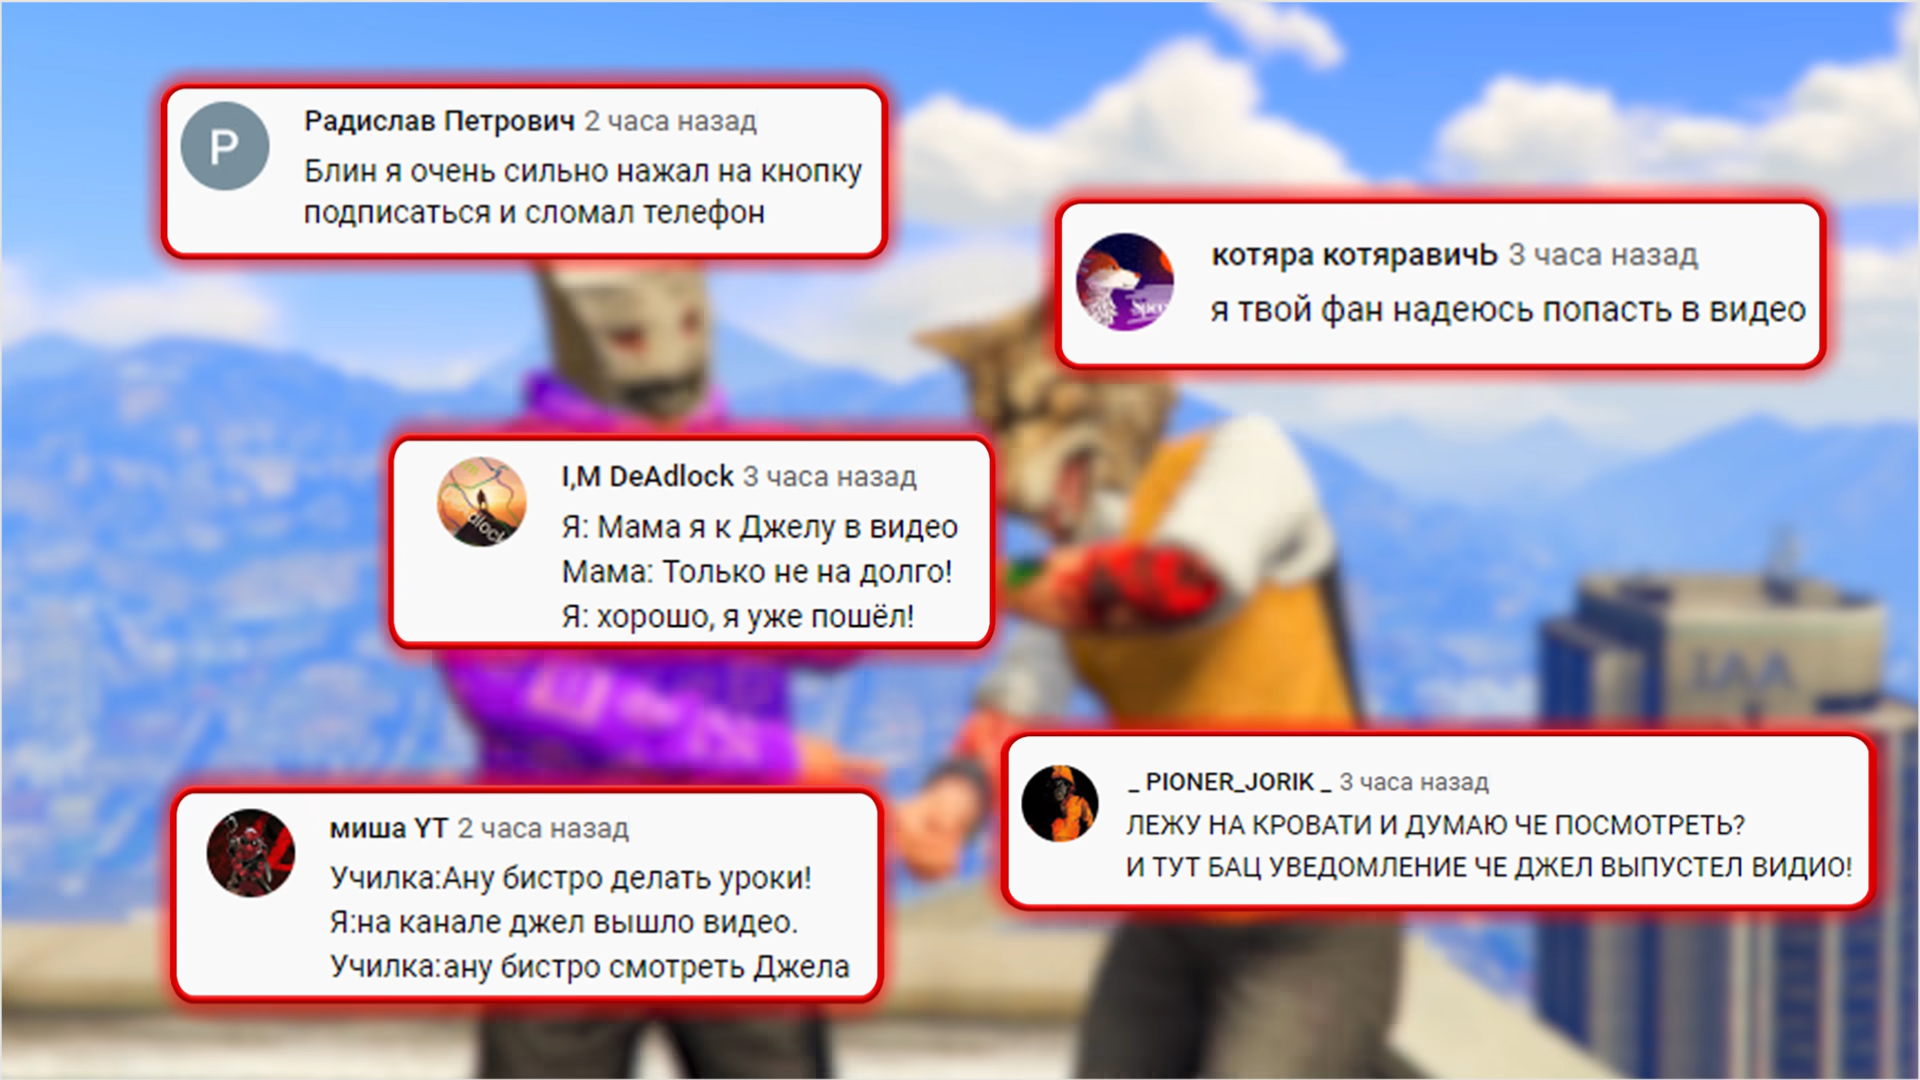 Радислав Петрович 2 часа назад
Блин я очень сильно нажал на кнопку
подписаться и сломал телефон
котяра котяравичЬ 3 часа назад
я твой фан надеюсь попасть в видео
I,M DeAdlock 3 часа назад
Я: Мама я к Джелу в видео
Мама: Только не на долго!
Я: хорошо, я уже пошёл!
IAA
_ PIONER_JORIK _ 3 часа назад
ЛЕЖУ НА КРОВАТИ И ДУМАЮ ЧЕ ПОСМОТРЕТЬ?
И ТУТ БАЦ УВЕДОМЛЕНИЕ ЧЕ ДЖЕЛ ВЫПУСТЕЛ ВИДИО!
миша YT 2 часа назад
Училка:Ану бистро делать уроки!
Я:на канале джел вышло видео.
Училка:ану бистро смотреть Джела
Р